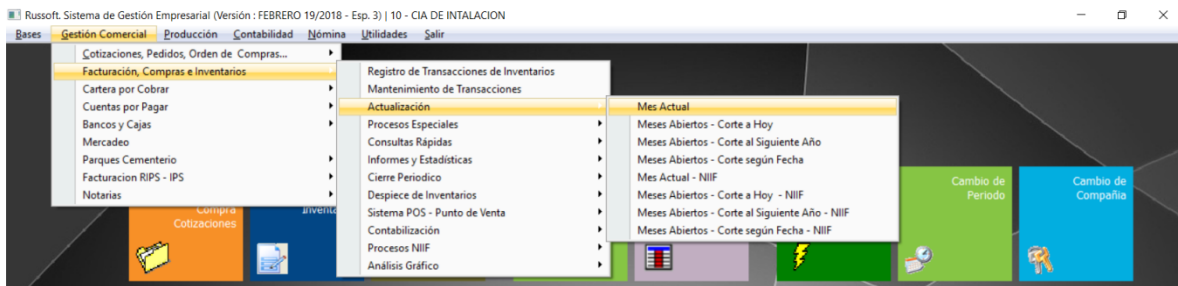 Russoft. Sistema de Gestión Empresarial (Versión : FEBRERO 19/2018 - Esp. 3) | 10 - CIA DE INTALACION
Bases Gestión Comercial Producción Contabilidad Nómina Utilidades Salir
Cotizaciones, Pedidos, Orden de Compras...
Facturación, Compras e Inventarios
Cartera por Cobrar
Cuentas por Pagar
Bancos y Cajas
Mercadeo
Parques Cementerio
Facturacion RIPS - IPS
Notarias
Registro de Transacciones de Inventarios
Mantenimiento de Transacciones
Actualización
Procesos Especiales
Consultas Rápidas
Informes y Estadísticas
Cierre Periodico
Despiece de Inventarios
Sistema POS - Punto de Venta
Contabilización
Procesos NIIF
Análisis Gráfico
Mes Actual
Meses Abiertos - Corte a Hoy
Meses Abiertos - Corte al Siguiente Año
Meses Abiertos - Corte según Fecha
Mes Actual - NIIF
Meses Abiertos - Corte a Hoy - NIIF
Meses Abiertos - Corte al Siguiente Año - NIIF
Meses Abiertos - Corte según Fecha - NIIF
Compra
Cotizaciones
Cambio de
Periodo
Cambio de
Compañia